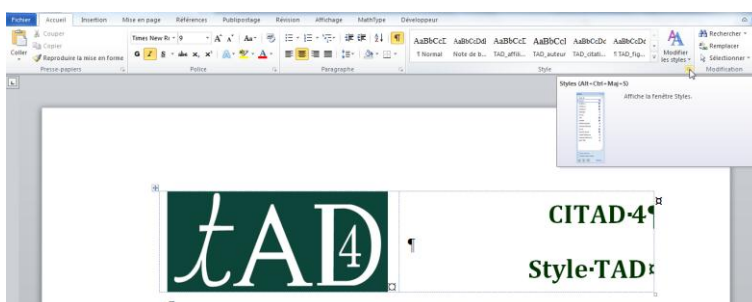 Fichier Accueil Insertion Mise en page Références Publipostage Révision Affichage MathType Développeur
Coller
Couper
Copier
Reproduire la mise en forme
Presse-papiers
Times New Ro 9
G I S abc x, x² A
Police
Paragraphe
AaBbCcI AaBbCcDd AaBbCcI AaBbCcI AaBbCcDc AaBbCcDc
¶ Normal Note de b... TAD_affili... TAD_auteur TAD_citati... ¶ TAD_fig...
Modifier les styles
Style
Rechercher
Remplacer
Sélectionner
Modification
Styles (Alt+Ctrl+Maj+S)
Affiche la fenêtre Styles.
tAD4
¶
CITAD·4¶
Style·TAD¤